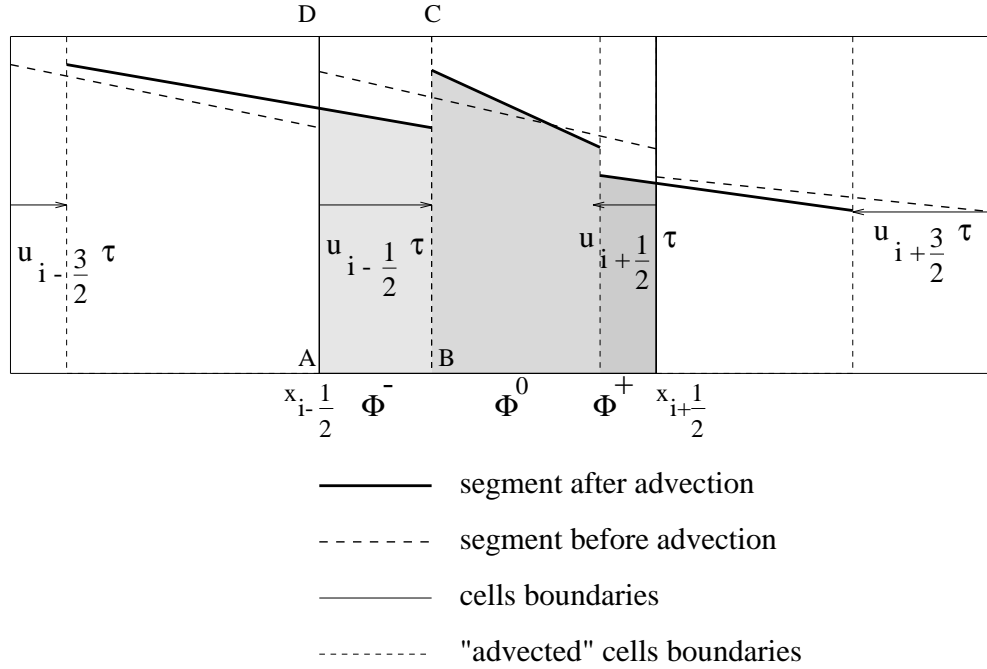 D C
u i - 3/2 τ
u i - 1/2 τ
u i + 1/2 τ
u i + 3/2 τ
A B
x i- 1/2
Φ -
Φ 0
Φ +
x i+ 1/2
segment after advection
segment before advection
cells boundaries
"advected" cells boundaries